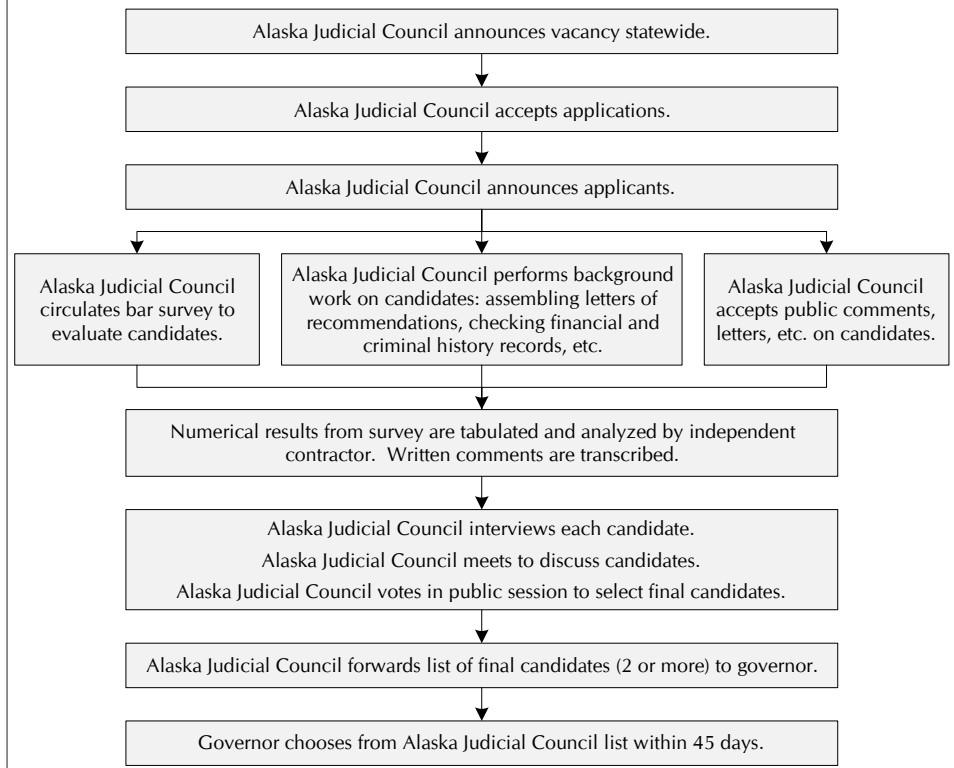 Alaska Judicial Council announces vacancy statewide.
Alaska Judicial Council accepts applications.
Alaska Judicial Council announces applicants.
Alaska Judicial Council
circulates bar survey to
evaluate candidates.
Alaska Judicial Council performs background
work on candidates: assembling letters of
recommendations, checking financial and
criminal history records, etc.
Alaska Judicial Council
accepts public comments,
letters, etc. on candidates.
Numerical results from survey are tabulated and analyzed by independent
contractor. Written comments are transcribed.
Alaska Judicial Council interviews each candidate.
Alaska Judicial Council meets to discuss candidates.
Alaska Judicial Council votes in public session to select final candidates.
Alaska Judicial Council forwards list of final candidates (2 or more) to governor.
Governor chooses from Alaska Judicial Council list within 45 days.